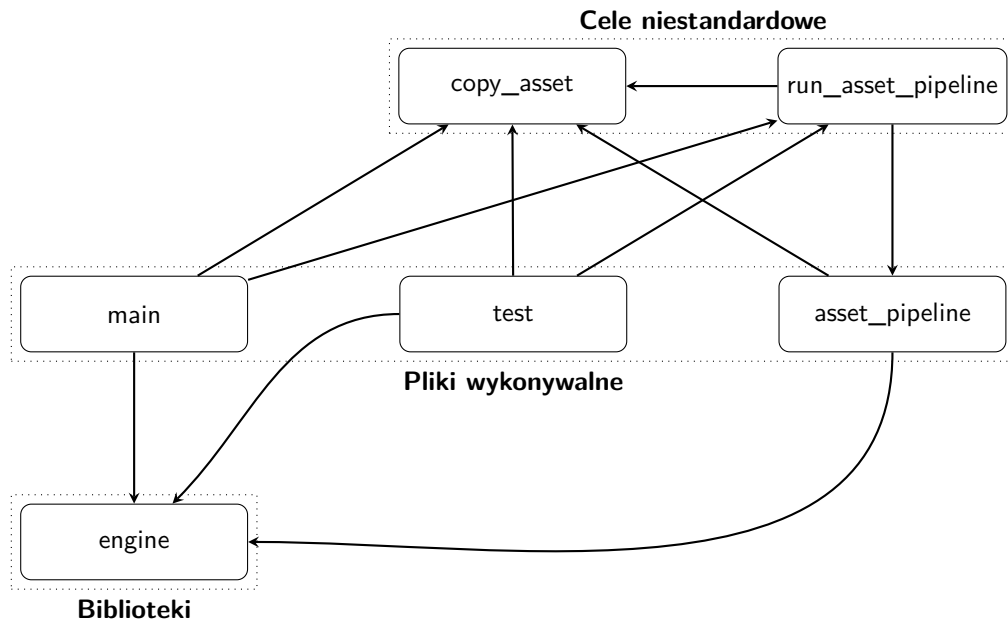 Cele niestandardowe
copy_asset
run_asset_pipeline
main
test
asset_pipeline
Pliki wykonywalne
engine
Biblioteki